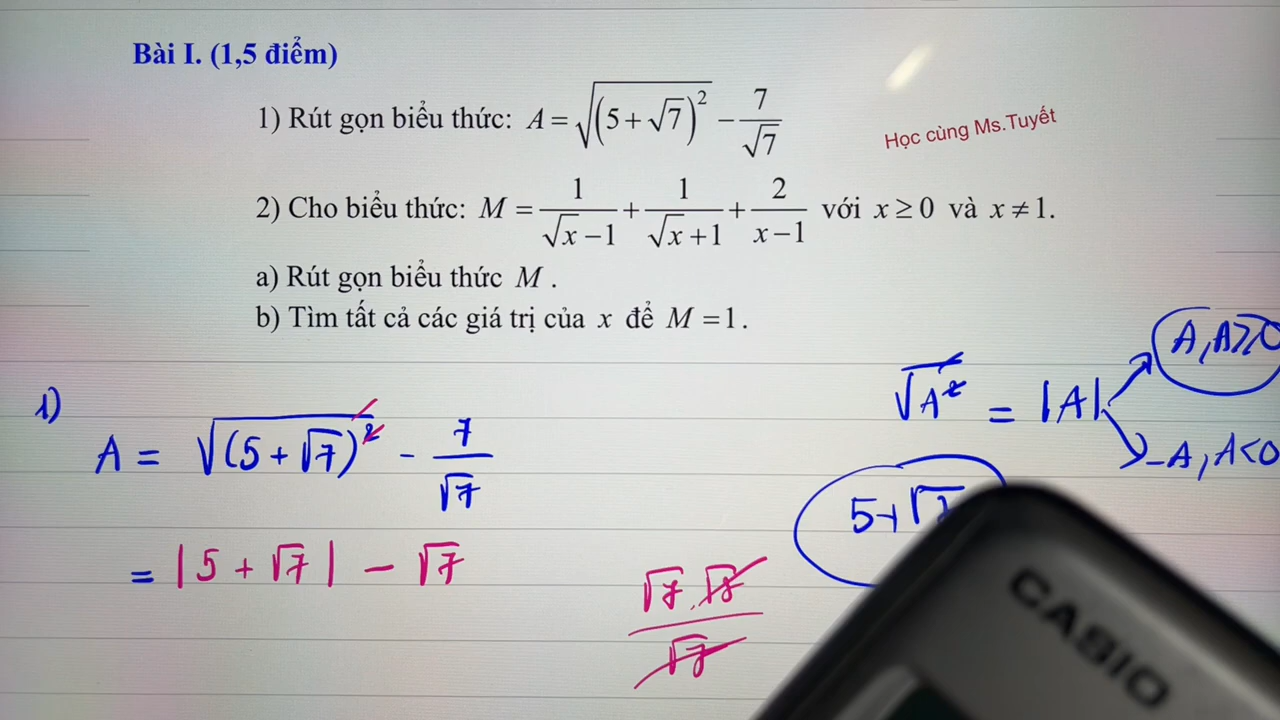 Bài I. (1,5 điểm)
1) Rút gọn biểu thức: A = √(5+√7)² − 7/√7
Học cùng Ms.Tuyết
2) Cho biểu thức: M = 1/(√x −1) + 1/(√x +1) + 2/(x−1) với x ≥ 0 và x ≠ 1.
a) Rút gọn biểu thức M .
b) Tìm tất cả các giá trị của x để M = 1.
A, A≥0
√A² = |A|
-A, A<0
1)
A = √(5+√7)² - 7/√7
5+√7
= |5 + √7| - √7
√7.√7/√7
CASIO